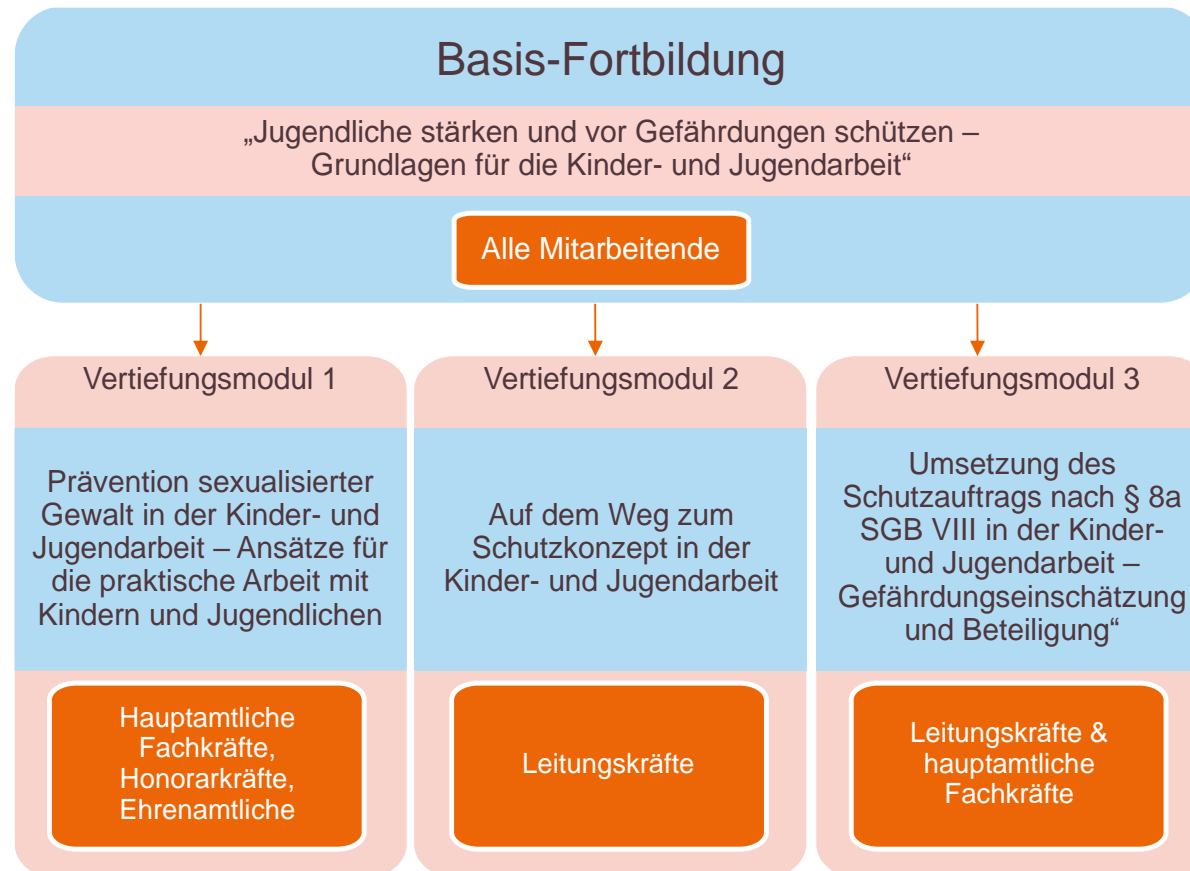 Basis-Fortbildung
„Jugendliche stärken und vor Gefährdungen schützen –
Grundlagen für die Kinder- und Jugendarbeit“
Alle Mitarbeitende
Vertiefungsmodul 1
Prävention sexualisierter
Gewalt in der Kinder- und
Jugendarbeit – Ansätze für
die praktische Arbeit mit
Kindern und Jugendlichen
Hauptamtliche
Fachkräfte,
Honorarkräfte,
Ehrenamtliche
Vertiefungsmodul 2
Auf dem Weg zum
Schutzkonzept in der
Kinder- und Jugendarbeit
Leitungskräfte
Vertiefungsmodul 3
Umsetzung des
Schutzauftrags nach § 8a
SGB VIII in der Kinder-
und Jugendarbeit –
Gefährdungseinschätzung
und Beteiligung“
Leitungskräfte &
hauptamtliche
Fachkräfte